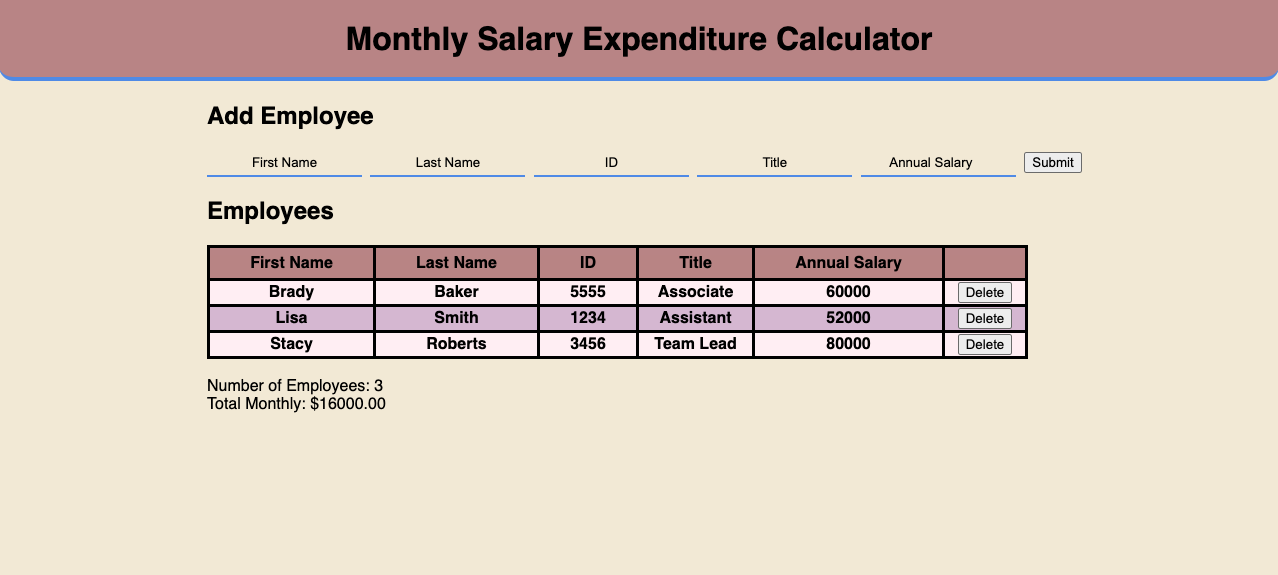 Monthly Salary Expenditure Calculator
Add Employee
First Name Last Name ID Title Annual Salary Submit
Employees
First Name Last Name ID Title Annual Salary
Brady Baker 5555 Associate 60000 Delete
Lisa Smith 1234 Assistant 52000 Delete
Stacy Roberts 3456 Team Lead 80000 Delete
Number of Employees: 3
Total Monthly: $16000.00